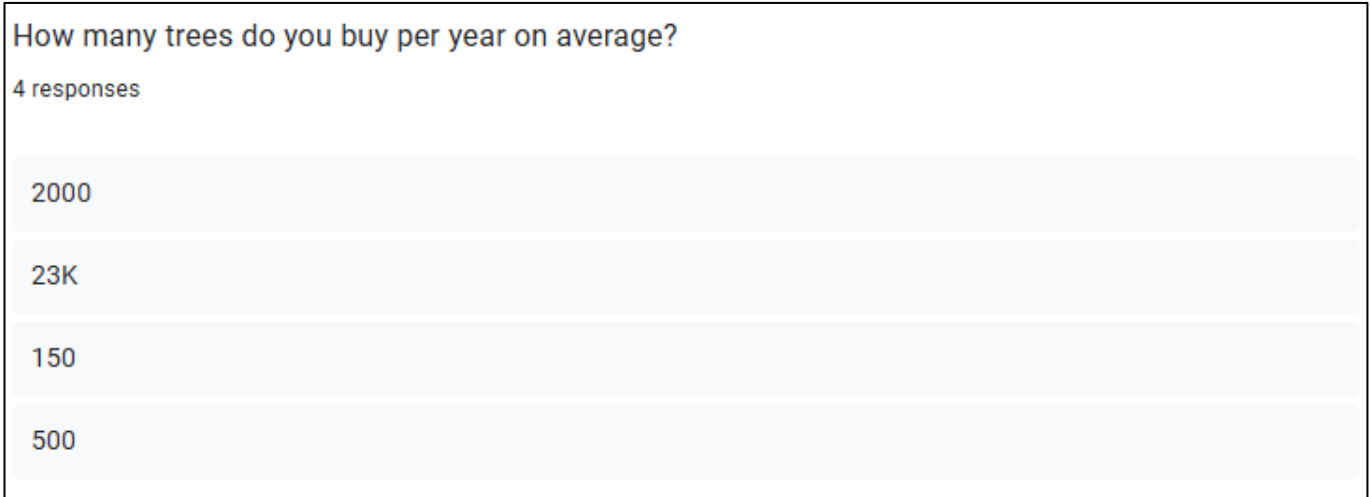 How many trees do you buy per year on average?
4 responses
2000
23K
150
500